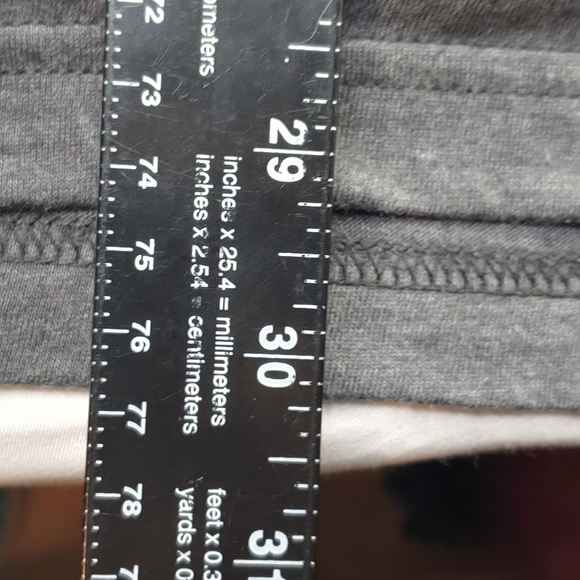 72
73
74
75
76
77
78
ometers
inches x 25.4 = millimeters
inches x 2.54 = centimeters
feet x 0.3
yards x 0
29
30
31